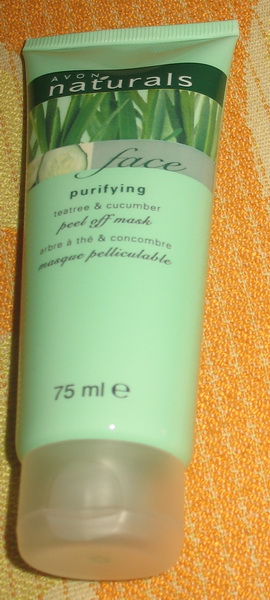 AVON
naturals
face
purifying
teatree & cucumber
peel off mask
arbre à thé & concombre
masque pelliculable
75 ml e